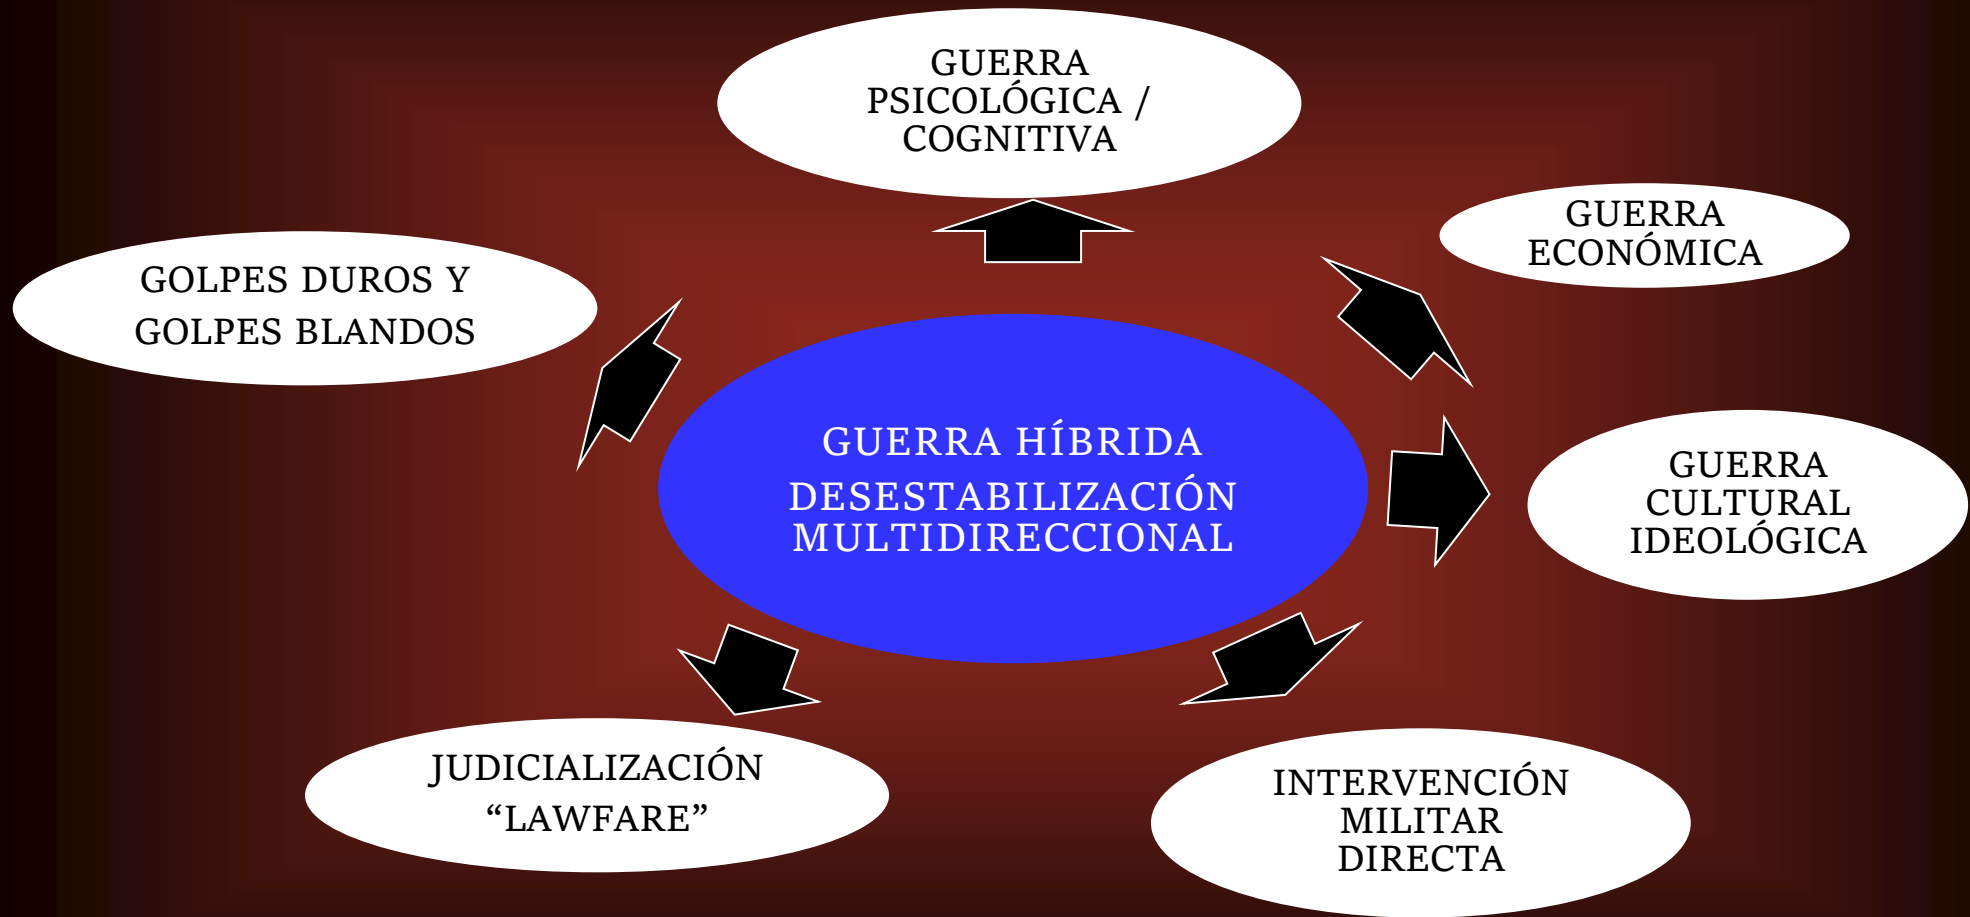 GUERRA
PSICOLÓGICA /
COGNITIVA
GUERRA
ECONÓMICA
GOLPES DUROS Y
GOLPES BLANDOS
GUERRA HÍBRIDA
DESESTABILIZACIÓN
MULTIDIRECCIONAL
GUERRA
CULTURAL
IDEOLÓGICA
JUDICIALIZACIÓN
“LAWFARE”
INTERVENCIÓN
MILITAR
DIRECTA